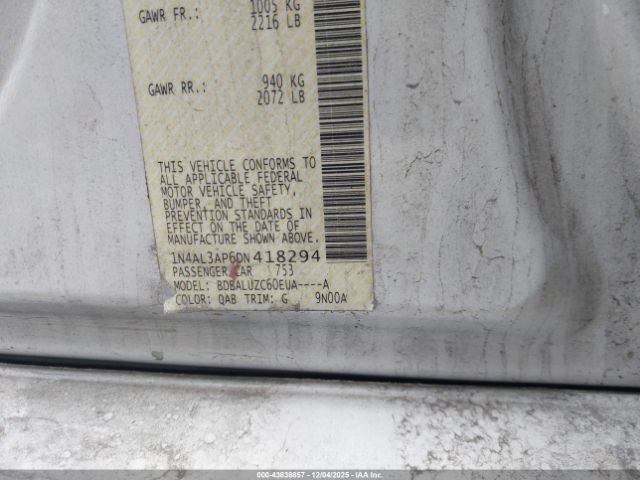 GAWR FR.: 1005 KG
2216 LB
GAWR RR.: 940 KG
2072 LB
THIS VEHICLE CONFORMS TO
ALL APPLICABLE FEDERAL
MOTOR VEHICLE SAFETY,
BUMPER, AND THEFT
PREVENTION STANDARDS IN
EFFECT ON THE DATE OF
MANUFACTURE SHOWN ABOVE.
1N4AL3AP6DN418294
PASSENGER CAR 753
MODEL: BDBALUZC60EUA----A
COLOR: QAB TRIM: G 9N00A
000-43838857 | 12/04/2025 | IAA Inc.